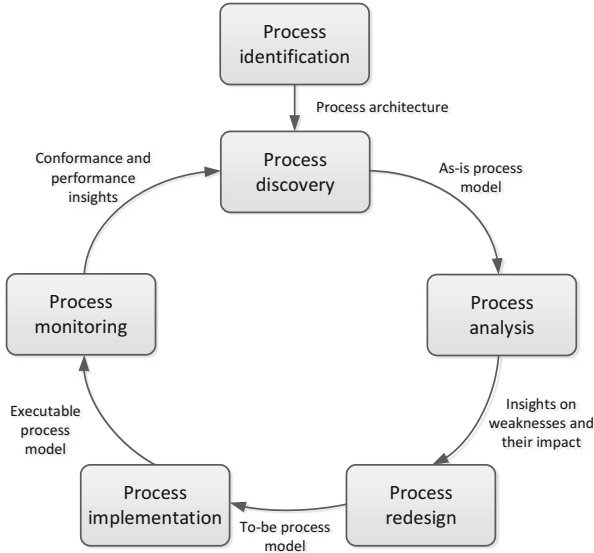 Process
identification
Process architecture
Process
discovery
As-is process
model
Process
analysis
Insights on
weaknesses and
their impact
Process
redesign
To-be process
model
Process
implementation
Executable
process
model
Process
monitoring
Conformance and
performance
insights